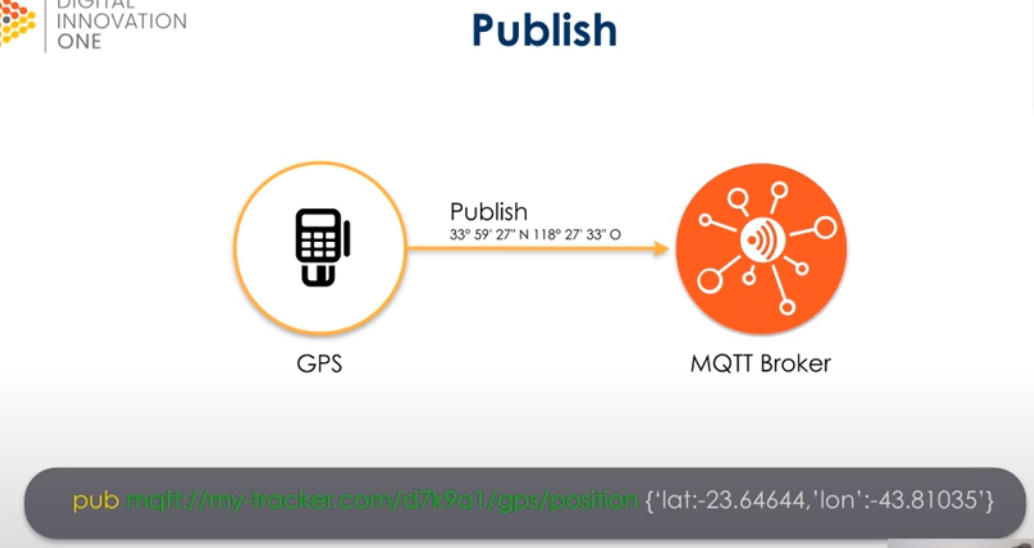 DIGITAL
INNOVATION
ONE
Publish
Publish
33° 59' 27" N 118° 27' 33" O
GPS
MQTT Broker
pub mqtt://my-tracker.com/d7k9a1/gps/position {‘lat:-23.64644,’lon’:-43.81035’}